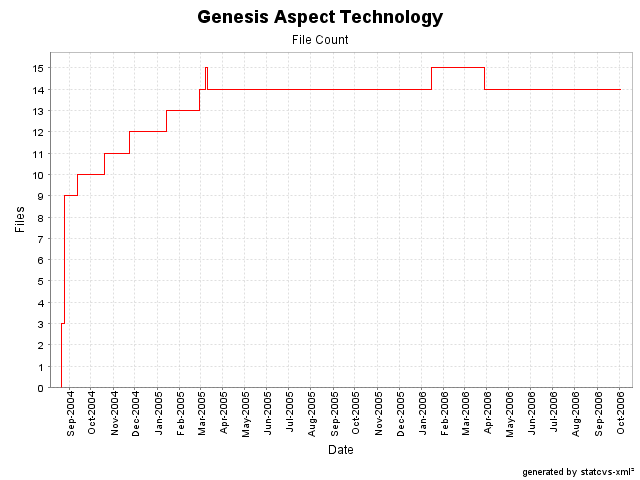 Genesis Aspect Technology
File Count
15
14
13
12
11
10
9
8
7
6
5
4
3
2
1
0
Files
Sep-2004
Oct-2004
Nov-2004
Dec-2004
Jan-2005
Feb-2005
Mar-2005
Apr-2005
May-2005
Jun-2005
Jul-2005
Aug-2005
Sep-2005
Oct-2005
Nov-2005
Dec-2005
Jan-2006
Feb-2006
Mar-2006
Apr-2006
May-2006
Jun-2006
Jul-2006
Aug-2006
Sep-2006
Oct-2006
Date
generated by statcvs-xml²